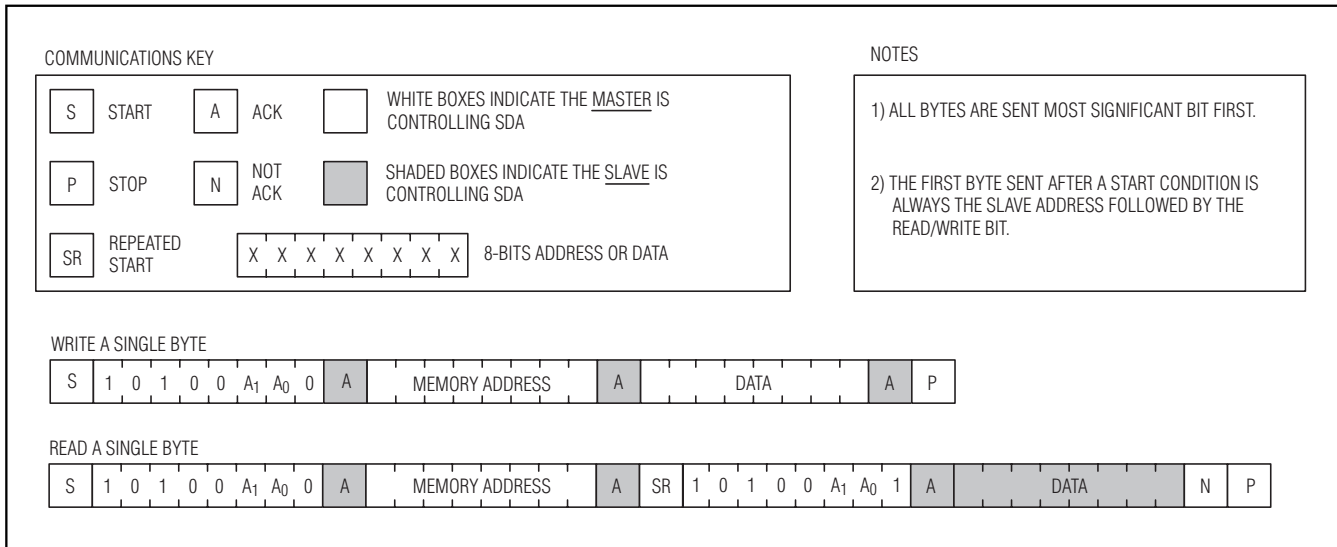 COMMUNICATIONS KEY
S START A ACK WHITE BOXES INDICATE THE MASTER IS
CONTROLLING SDA
P STOP N NOT
ACK SHADED BOXES INDICATE THE SLAVE IS
CONTROLLING SDA
SR REPEATED
START X X X X X X X X 8-BITS ADDRESS OR DATA
NOTES
1) ALL BYTES ARE SENT MOST SIGNIFICANT BIT FIRST.
2) THE FIRST BYTE SENT AFTER A START CONDITION IS
ALWAYS THE SLAVE ADDRESS FOLLOWED BY THE
READ/WRITE BIT.
WRITE A SINGLE BYTE
S 1 0 1 0 0 A1 A0 0 A MEMORY ADDRESS A DATA A P
READ A SINGLE BYTE
S 1 0 1 0 0 A1 A0 0 A MEMORY ADDRESS A SR 1 0 1 0 0 A1 A0 1 A DATA N P